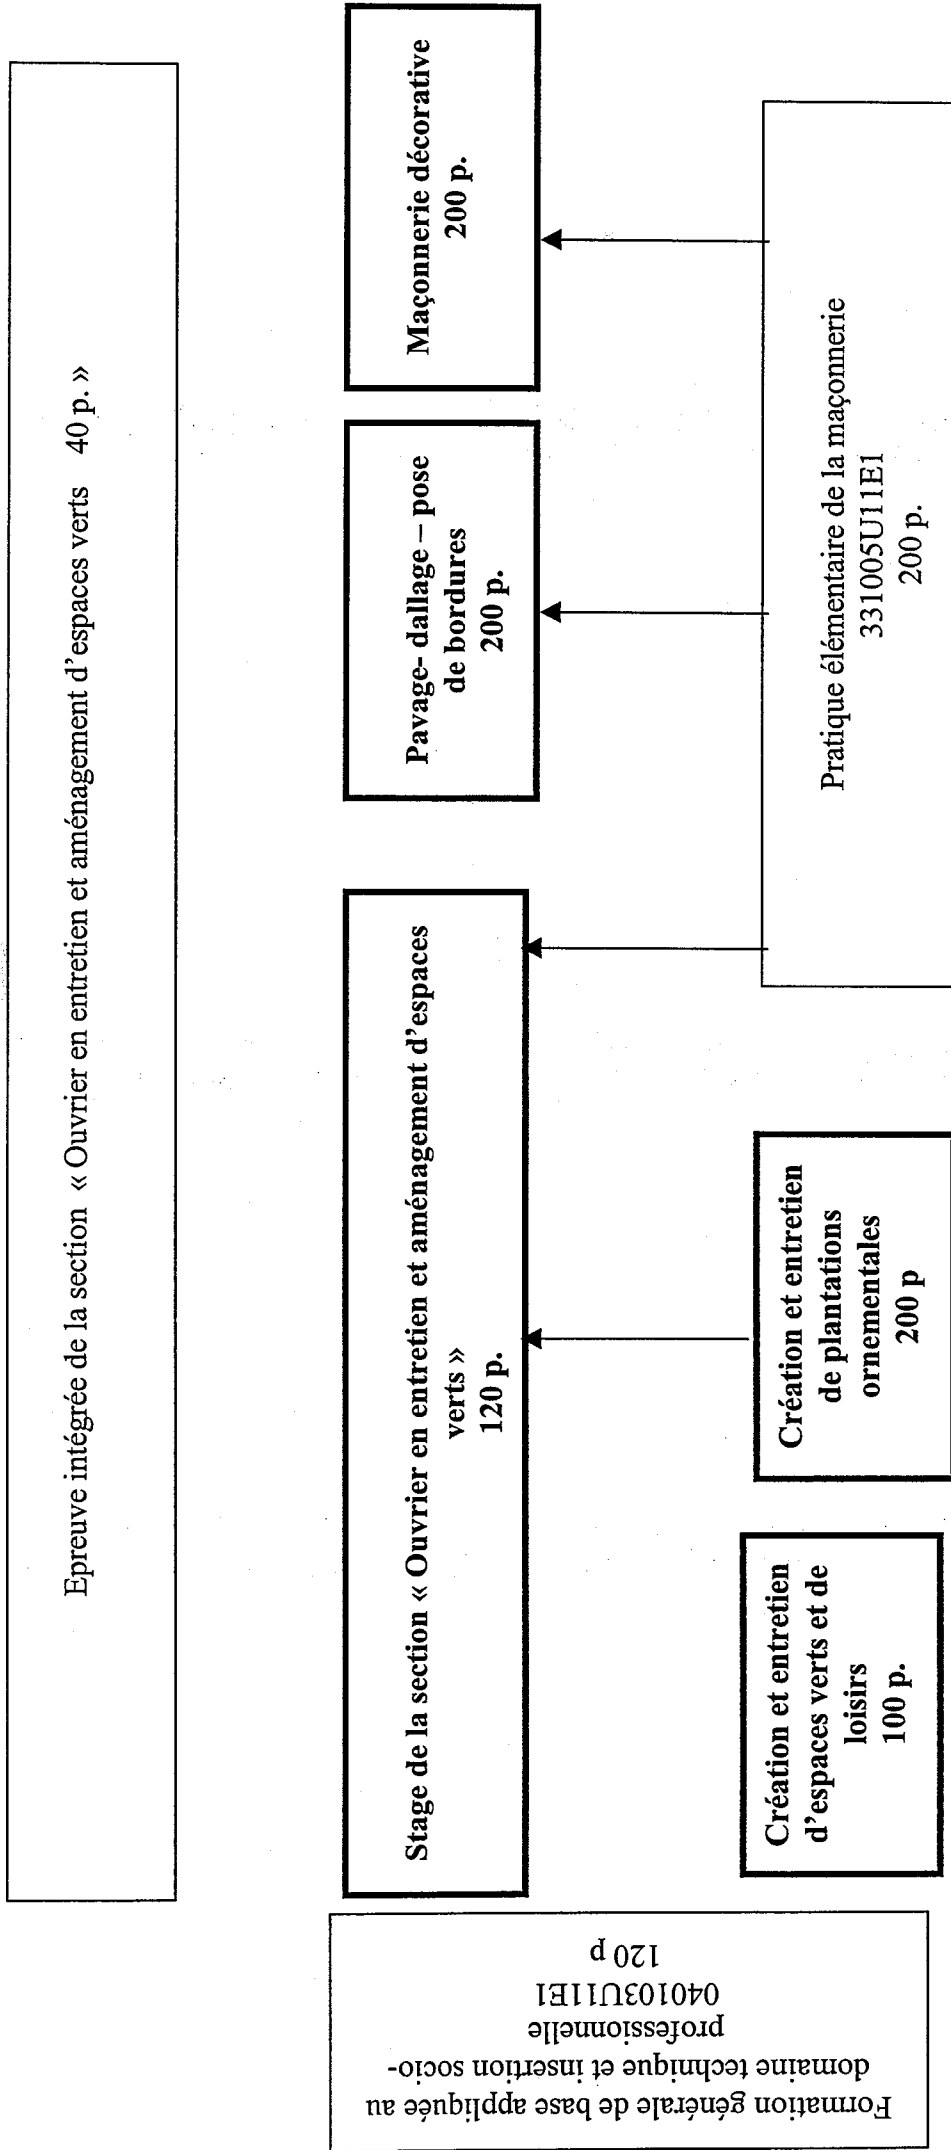 Epreuve intégrée de la section « Ouvrier en entretien et aménagement d'espaces verts 40 p. »
Stage de la section « Ouvrier en entretien et aménagement d'espaces
verts »
120 p.
Pavage- dallage – pose
de bordures
200 p.
Maçonnerie décorative
200 p.
Formation générale de base appliquée au
domaine technique et insertion socio-
professionnelle
040103U11E1
120 p
Création et entretien
d'espaces verts et de
loisirs
100 p.
Création et entretien
de plantations
ornementales
200 p
Pratique élémentaire de la maçonnerie
331005U11E1
200 p.